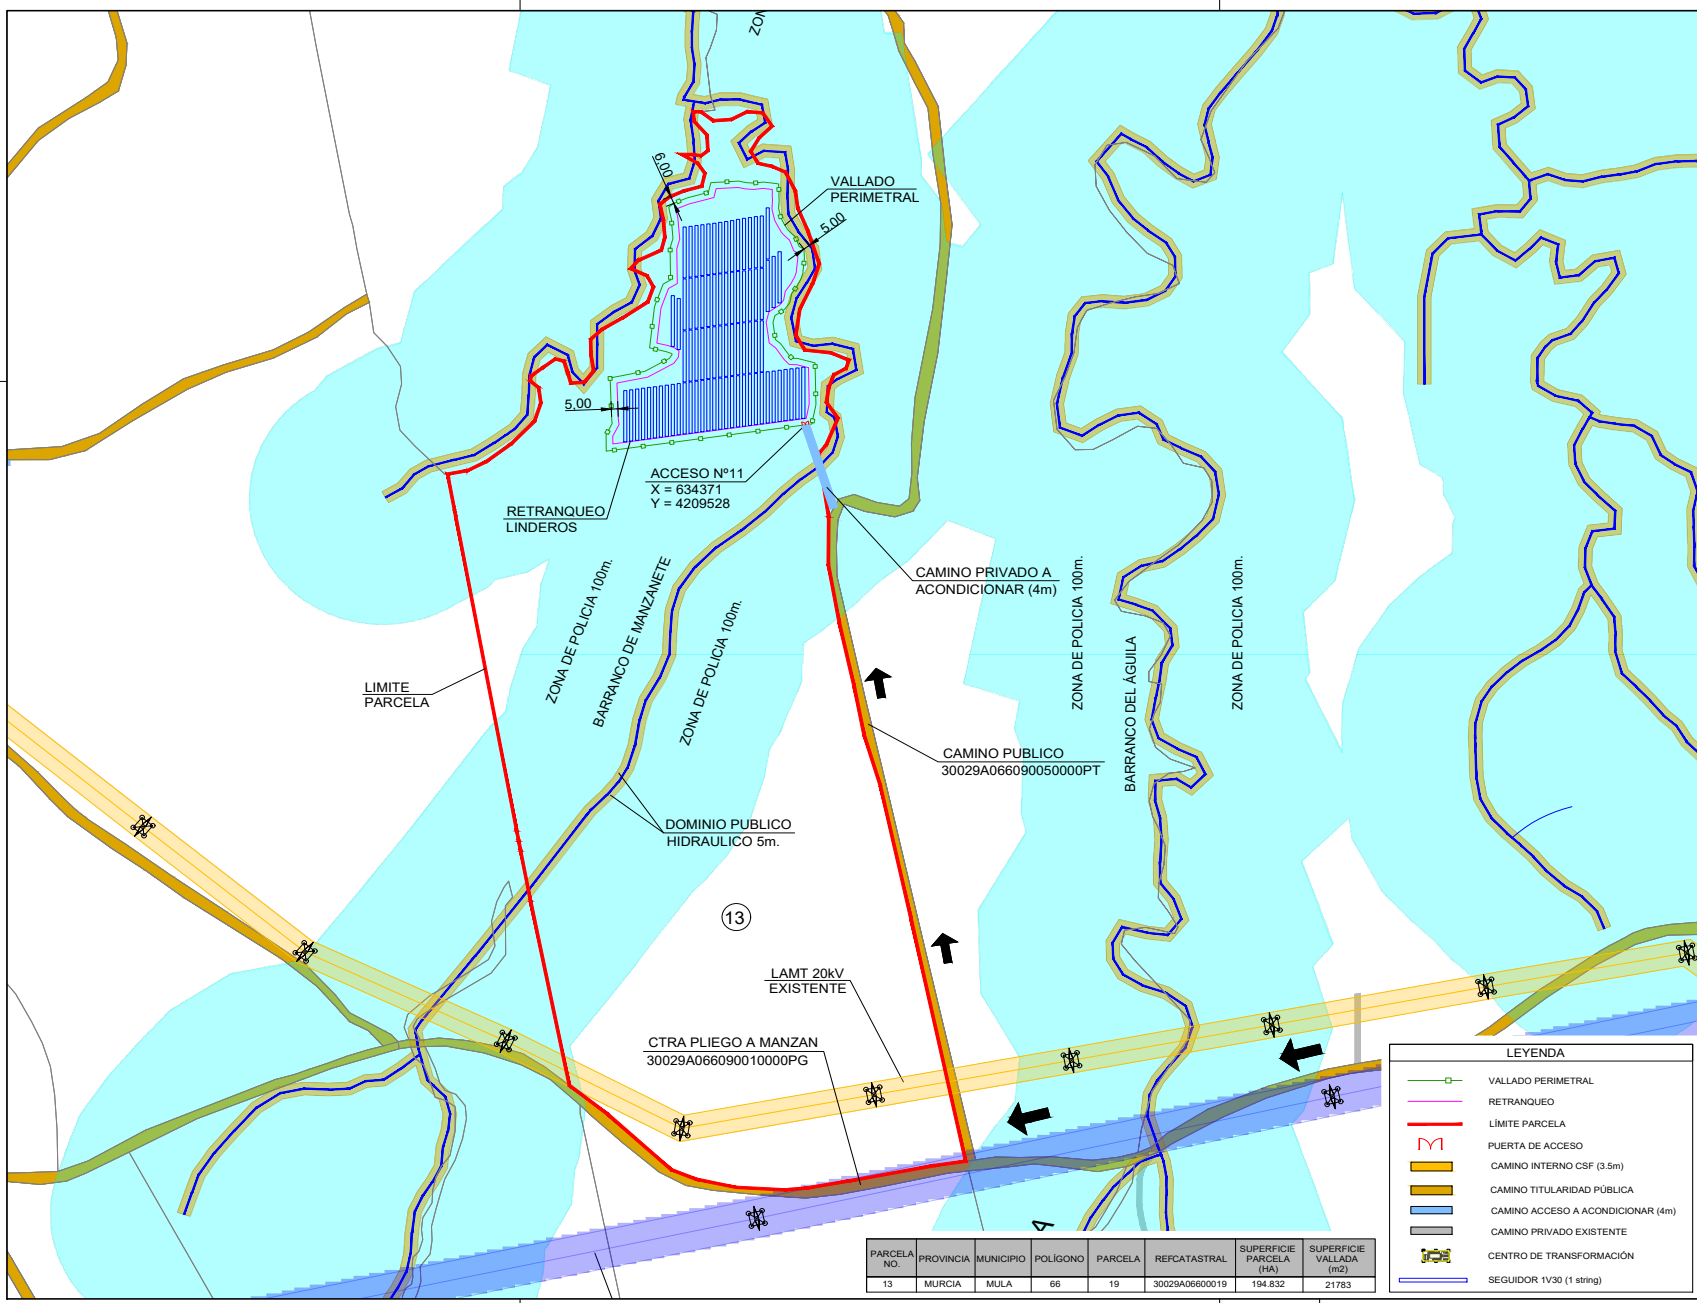 ZON
6,00
VALLADO
PERIMETRAL
5,00
5,00
ACCESO Nº11
X = 634371
Y = 4209528
RETRANQUEO
LINDEROS
CAMINO PRIVADO A
ACONDICIONAR (4m)
ZONA DE POLICIA 100m.
BARRANCO DE MANZANETE
ZONA DE POLICIA 100m.
ZONA DE POLICIA 100m.
BARRANCO DEL ÁGUILA
ZONA DE POLICIA 100m.
LIMITE
PARCELA
CAMINO PUBLICO
30029A066090050000PT
DOMINIO PUBLICO
HIDRAULICO 5m.
13
LAMT 20kV
EXISTENTE
CTRA PLIEGO A MANZAN
30029A066090010000PG
A
LEYENDA
VALLADO PERIMETRAL
RETRANQUEO
LÍMITE PARCELA
PUERTA DE ACCESO
CAMINO INTERNO CSF (3.5m)
CAMINO TITULARIDAD PÚBLICA
CAMINO ACCESO A ACONDICIONAR (4m)
CAMINO PRIVADO EXISTENTE
CENTRO DE TRANSFORMACIÓN
SEGUIDOR 1V30 (1 string)
PARCELA NO. PROVINCIA MUNICIPIO POLÍGONO PARCELA REFCATASTRAL SUPERFICIE PARCELA (HA) SUPERFICIE VALLADA (m2)
13 MURCIA MULA 66 19 30029A06600019 194.832 21783